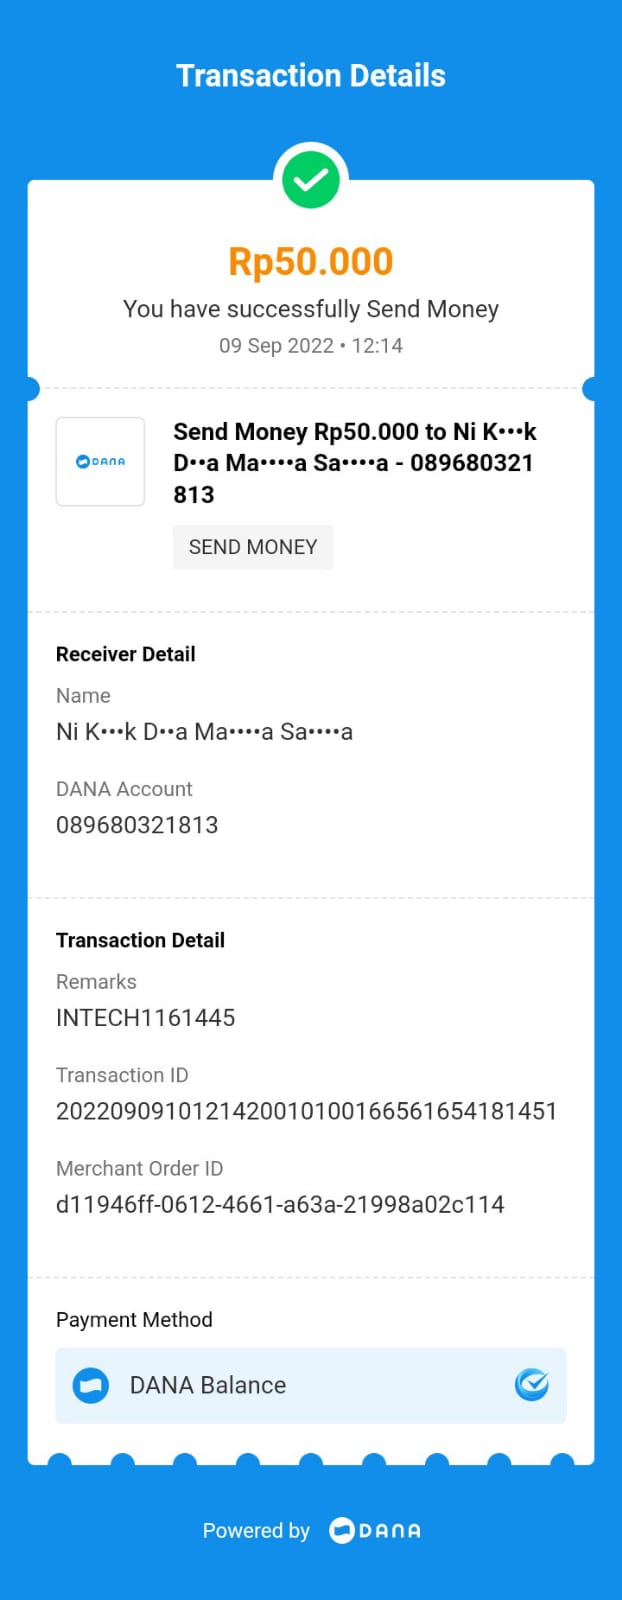 Transaction Details
Rp50.000
You have successfully Send Money
09 Sep 2022 • 12:14
DANA
Send Money Rp50.000 to Ni K•••k
D••a Ma••••a Sa••••a - 089680321
813
SEND MONEY
Receiver Detail
Name
Ni K•••k D••a Ma••••a Sa••••a
DANA Account
089680321813
Transaction Detail
Remarks
INTECH1161445
Transaction ID
2022090910121420010100166561654181451
Merchant Order ID
d11946ff-0612-4661-a63a-21998a02c114
Payment Method
DANA Balance
Powered by DANA